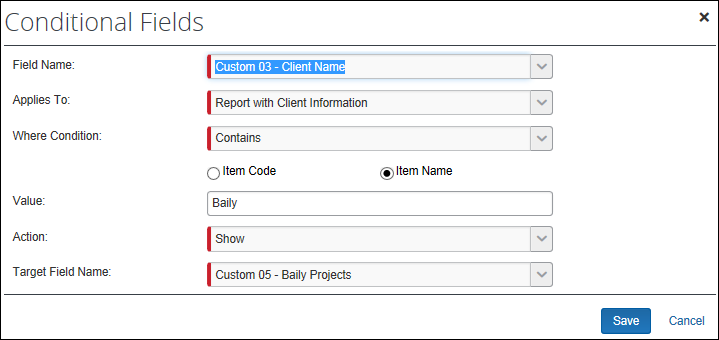 Conditional Fields
Field Name: Custom 03 - Client Name
Applies To: Report with Client Information
Where Condition: Contains
Item Code Item Name
Value: Baily
Action: Show
Target Field Name: Custom 05 - Baily Projects
Save Cancel